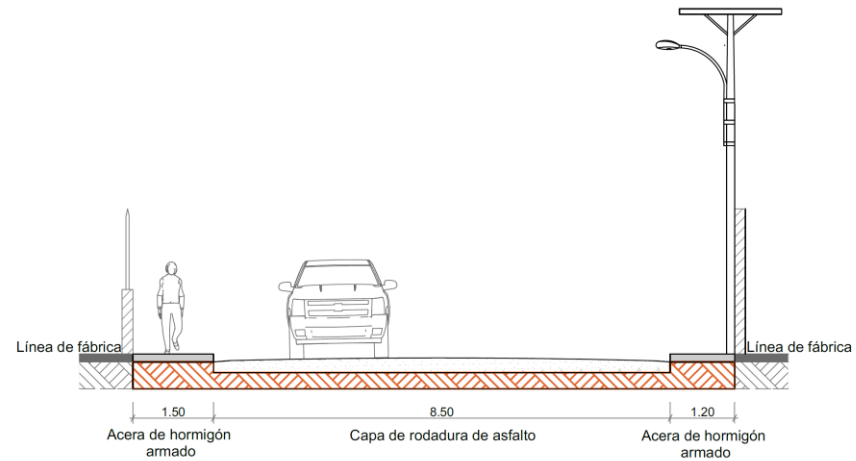 Línea de fábrica
Línea de fábrica
1.50
8.50
1.20
Acera de hormigón
armado
Capa de rodadura de asfalto
Acera de hormigón
armado